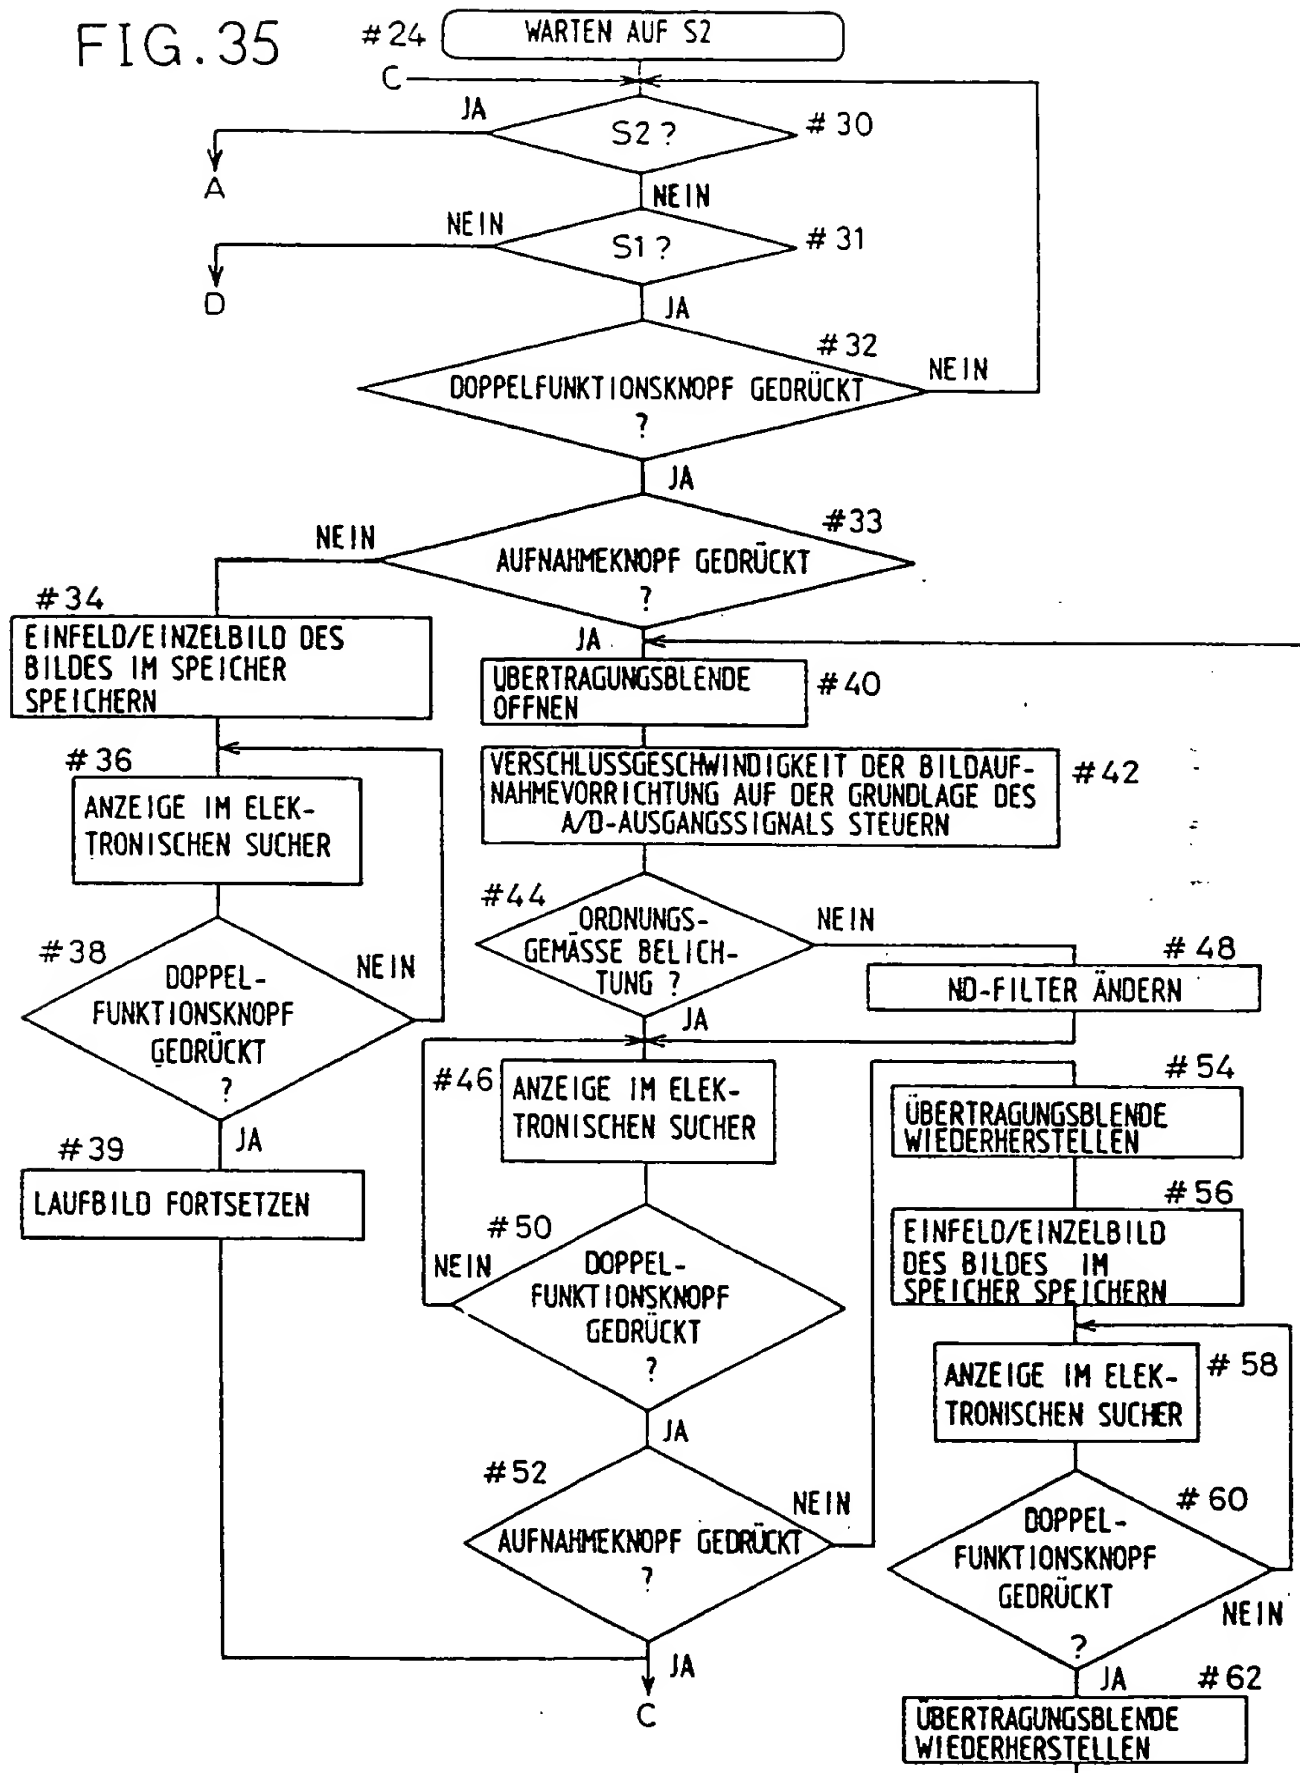 FIG.35
#24
WARTEN AUF S2
C
JA
S2?
#30
A
NEIN
NEIN
S1?
#31
D
JA
#32
NEIN
DOPPELFUNKTIONSKNOPF GEDRÜCKT
?
JA
#33
NEIN
AUFNAHMEKNOPF GEDRÜCKT
?
#34
EINFELD/EINZELBILD DES
BILDES IM SPEICHER
SPEICHERN
JA
ÜBERTRAGUNGSBLENDE
ÖFFNEN
#40
#36
ANZEIGE IM ELEK-
TRONISCHEN SUCHER
VERSCHLUSSGESCHWINDIGKEIT DER BILDAUF-
NAHMEVORRICHTUNG AUF DER GRUNDLAGE DES
A/D-AUSGANGSSIGNALS STEUERN
#42
#44
ORDNUNGS-
GEMÄSSE BELICH-
TUNG ?
NEIN
JA
#48
ND-FILTER ÄNDERN
#38
DOPPEL-
FUNKTIONSKNOPF
GEDRÜCKT
?
NEIN
JA
#46
ANZEIGE IM ELEK-
TRONISCHEN SUCHER
#54
ÜBERTRAGUNGSBLENDE
WIEDERHERSTELLEN
#39
LAUFBILD FORTSETZEN
#50
NEIN
DOPPEL-
FUNKTIONSKNOPF
GEDRÜCKT
?
JA
#56
EINFELD/EINZELBILD
DES BILDES IM
SPEICHER SPEICHERN
#58
ANZEIGE IM ELEK-
TRONISCHEN SUCHER
#52
NEIN
AUFNAHMEKNOPF GEDRÜCKT
?
JA
C
#60
DOPPEL-
FUNKTIONSKNOPF
GEDRÜCKT
?
NEIN
JA
#62
ÜBERTRAGUNGSBLENDE
WIEDERHERSTELLEN